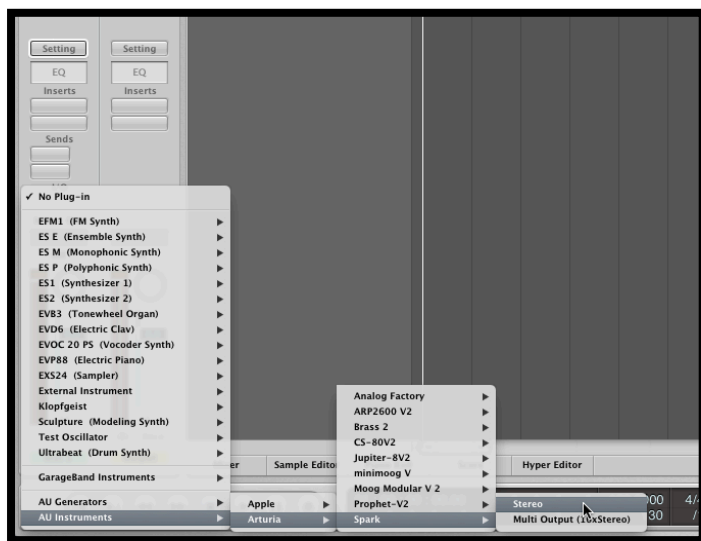 Setting Setting
EQ EQ
Inserts Inserts
Sends
✓ No Plug-in
EFM1 (FM Synth)
ES E (Ensemble Synth)
ES M (Monophonic Synth)
ES P (Polyphonic Synth)
ES1 (Synthesizer 1)
ES2 (Synthesizer 2)
EVB3 (Tonewheel Organ)
EVD6 (Electric Clav)
EVOC 20 PS (Vocoder Synth)
EVP88 (Electric Piano)
EXS24 (Sampler)
External Instrument
Klopfgeist
Sculpture (Modeling Synth)
Test Oscillator
Ultrabeat (Drum Synth)
GarageBand Instruments
AU Generators
AU Instruments
Apple
Arturia
Analog Factory
ARP2600 V2
Brass 2
CS-80V2
Jupiter-8V2
minimoog V
Moog Modular V 2
Prophet-V2
Spark
Stereo
Multi Output (16xStereo)
Sample Edito
Hyper Editor